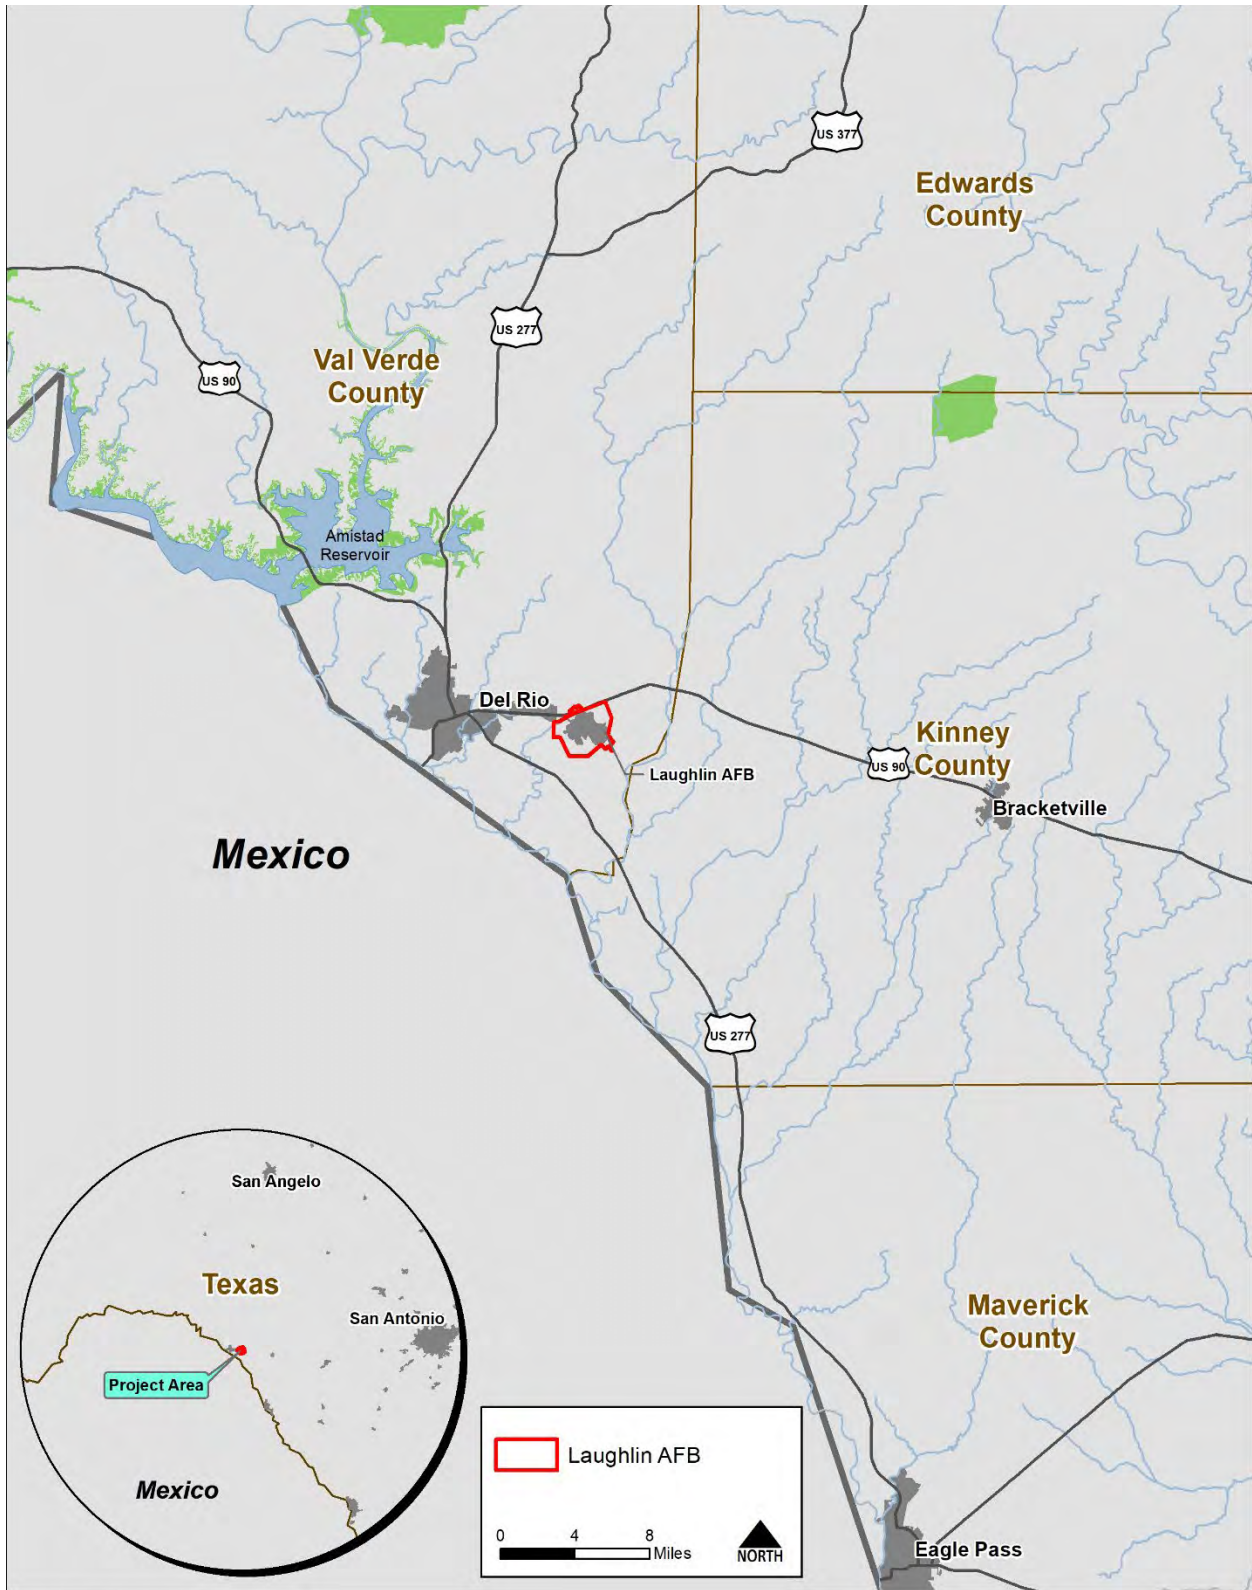 US 377
Edwards
County
US 277
Val Verde
County
US 90
Amistad
Reservoir
Del Rio
Kinney
County
US 90
Laughlin AFB
Bracketville
Mexico
US 277
San Angelo
Texas
San Antonio
Project Area
Mexico
Maverick
County
Laughlin AFB
0 4 8
Miles
NORTH
Eagle Pass